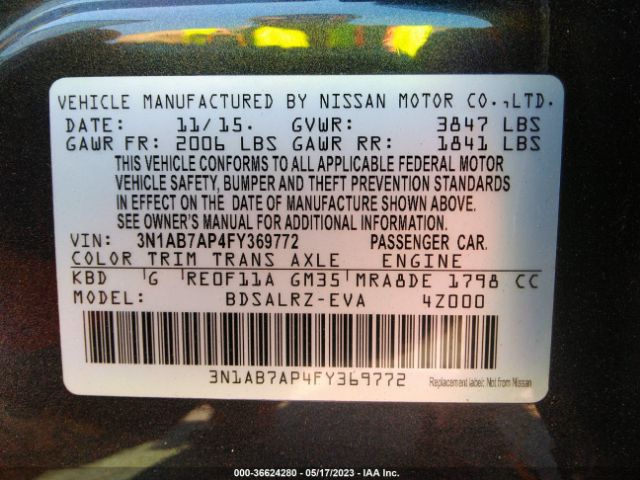 VEHICLE MANUFACTURED BY NISSAN MOTOR CO.,LTD.
DATE: 11/15. GVWR: 3847 LBS
GAWR FR: 2006 LBS GAWR RR: 1841 LBS
THIS VEHICLE CONFORMS TO ALL APPLICABLE FEDERAL MOTOR
VEHICLE SAFETY, BUMPER AND THEFT PREVENTION STANDARDS
IN EFFECT ON THE DATE OF MANUFACTURE SHOWN ABOVE.
SEE OWNER'S MANUAL FOR ADDITIONAL INFORMATION.
VIN: 3N1AB7AP4FY369772 PASSENGER CAR.
COLOR TRIM TRANS AXLE ENGINE
KBD G RE0F11A GM35 MRA8DE 1798 CC
MODEL: BDSALRZ-EVA 4Z000
3N1AB7AP4FY369772
Replacement label: Not from Nissan
000-36624280 - 05/17/2023 - IAA Inc.